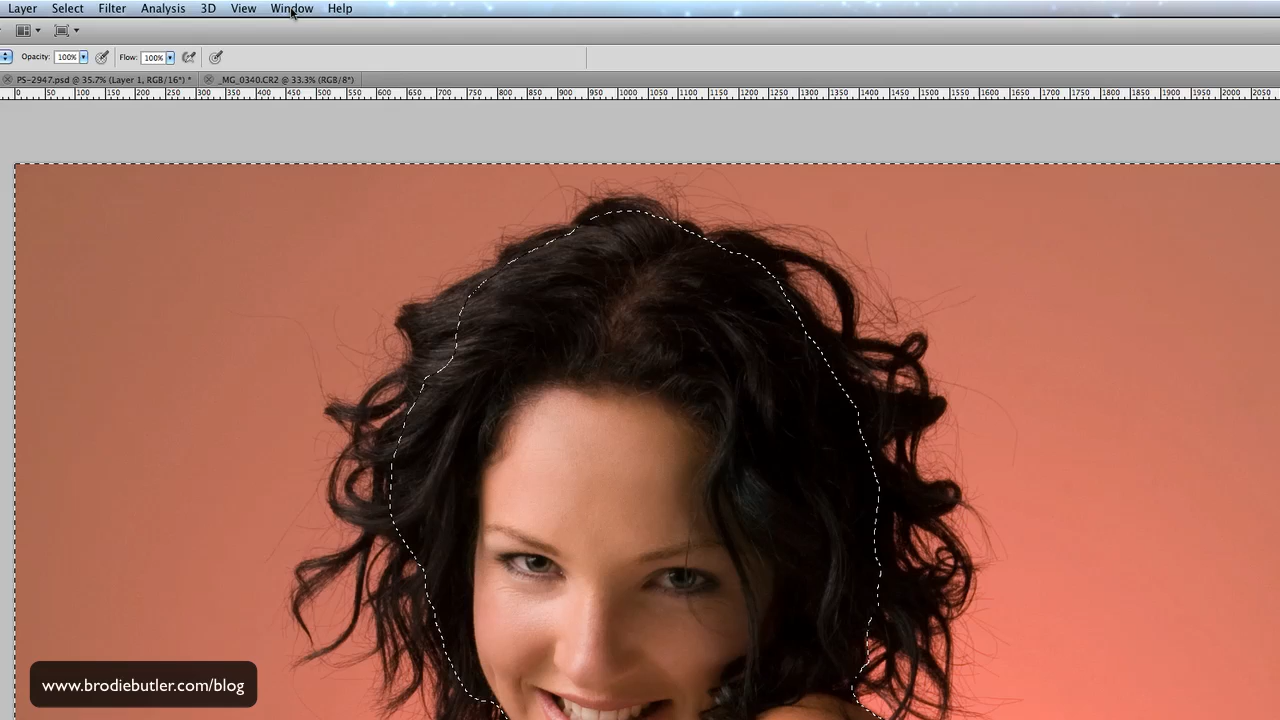 Layer Select Filter Analysis 3D View Window Help
Opacity: 100% Flow: 100%
PS-2947.psd @ 35.7% (Layer 1, RGB/16*) * _MG_0340.CR2 @ 33.3% (RGB/8*)
0 50 100 150 200 250 300 350 400 450 500 550 600 650 700 750 800 850 900 950 1000 1050 1100 1150 1200 1250 1300 1350 1400 1450 1500 1550 1600 1650 1700 1750 1800 1850 1900 1950 2000 2050
www.brodiebutler.com/blog